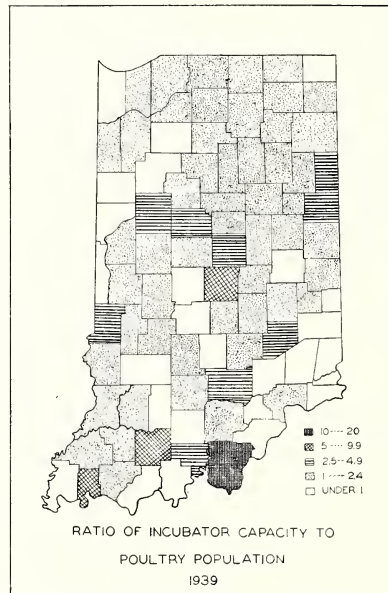 10----20
5----9.9
2.5--4.9
1----2.4
UNDER 1
RATIO OF INCUBATOR CAPACITY TO
POULTRY POPULATION
1939